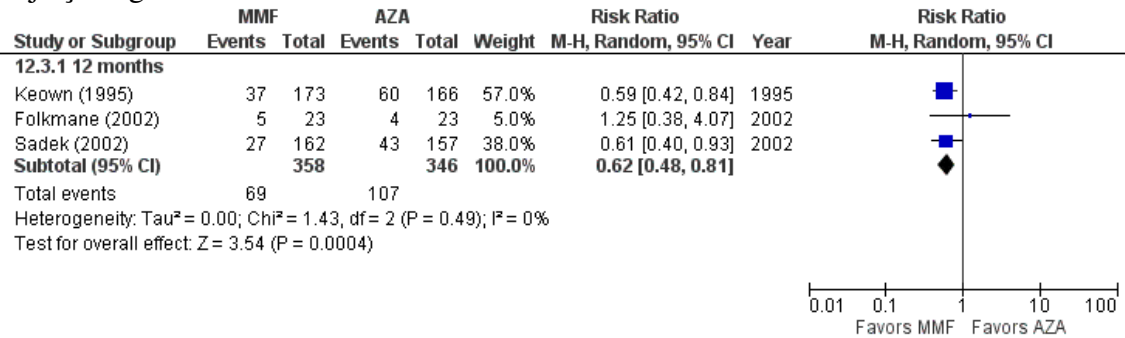 MMF AZA Risk Ratio Risk Ratio
Study or Subgroup Events Total Events Total Weight M-H, Random, 95% CI Year M-H, Random, 95% CI
12.3.1 12 months
Keown (1995) 37 173 60 166 57.0% 0.59 [0.42, 0.84] 1995
Folkmane (2002) 5 23 4 23 5.0% 1.25 [0.38, 4.07] 2002
Sadek (2002) 27 162 43 157 38.0% 0.61 [0.40, 0.93] 2002
Subtotal (95% CI) 358 346 100.0% 0.62 [0.48, 0.81]
Total events 69 107
Heterogeneity: Tau² = 0.00; Chi² = 1.43, df = 2 (P = 0.49); I² = 0%
Test for overall effect: Z = 3.54 (P = 0.0004)
0.01 0.1 1 10 100
Favors MMF Favors AZA